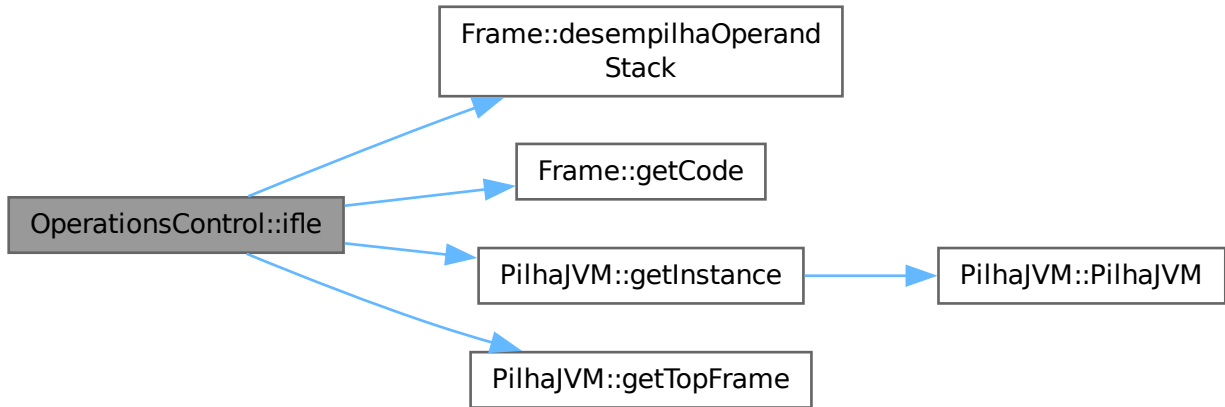 Frame::desempilhaOperand
Stack
Frame::getCode
OperationsControl::ifle
PilhaJVM::getInstance
PilhaJVM::PilhaJVM
PilhaJVM::getTopFrame